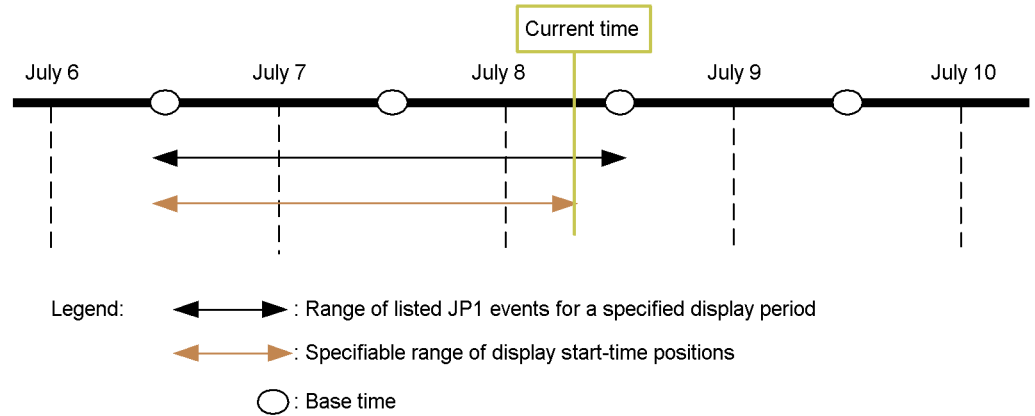 Current time
July 6
July 7
July 8
July 9
July 10
Legend:
: Range of listed JP1 events for a specified display period
: Specifiable range of display start-time positions
: Base time